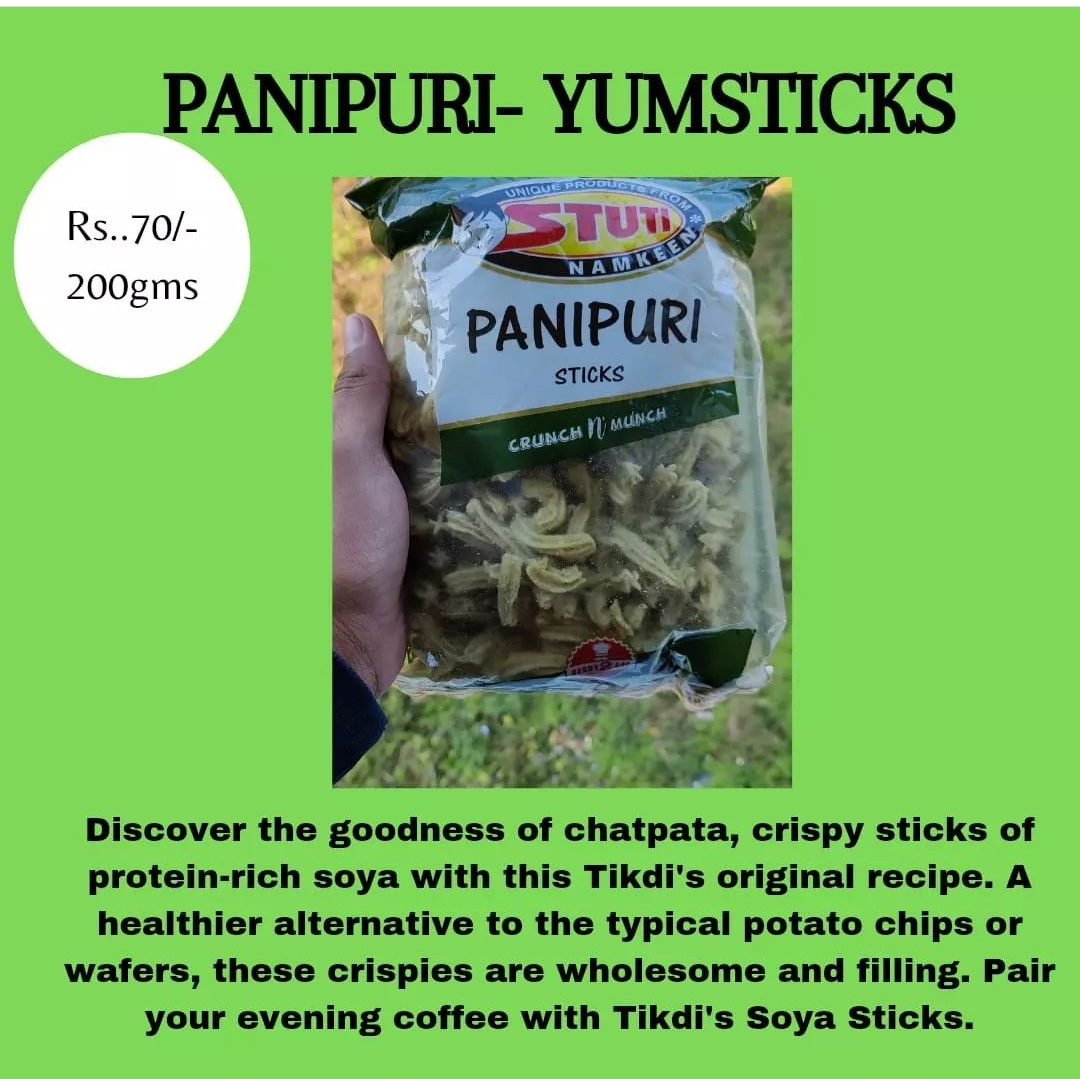 PANIPURI- YUMSTICKS
Rs..70/-
200gms
UNIQUE PRODUCTS FROM
STUTI
NAMKEEN
PANIPURI
STICKS
CRUNCH N' MUNCH
Discover the goodness of chatpata, crispy sticks of
protein-rich soya with this Tikdi's original recipe. A
healthier alternative to the typical potato chips or
wafers, these crispies are wholesome and filling. Pair
your evening coffee with Tikdi's Soya Sticks.